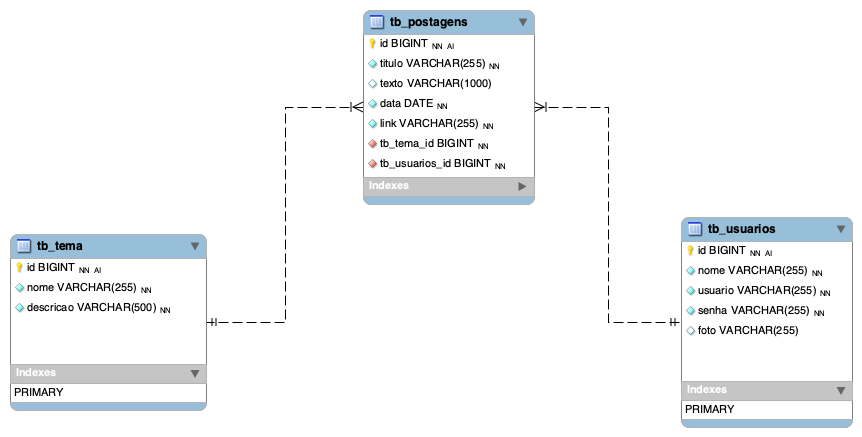 tb_postagens
id BIGINT NN AI
titulo VARCHAR(255) NN
texto VARCHAR(1000)
data DATE NN
link VARCHAR(255) NN
tb_tema_id BIGINT NN
tb_usuarios_id BIGINT NN
Indexes
tb_tema
id BIGINT NN AI
nome VARCHAR(255) NN
descricao VARCHAR(500) NN
Indexes
PRIMARY
tb_usuarios
id BIGINT NN AI
nome VARCHAR(255) NN
usuario VARCHAR(255) NN
senha VARCHAR(255) NN
foto VARCHAR(255)
Indexes
PRIMARY